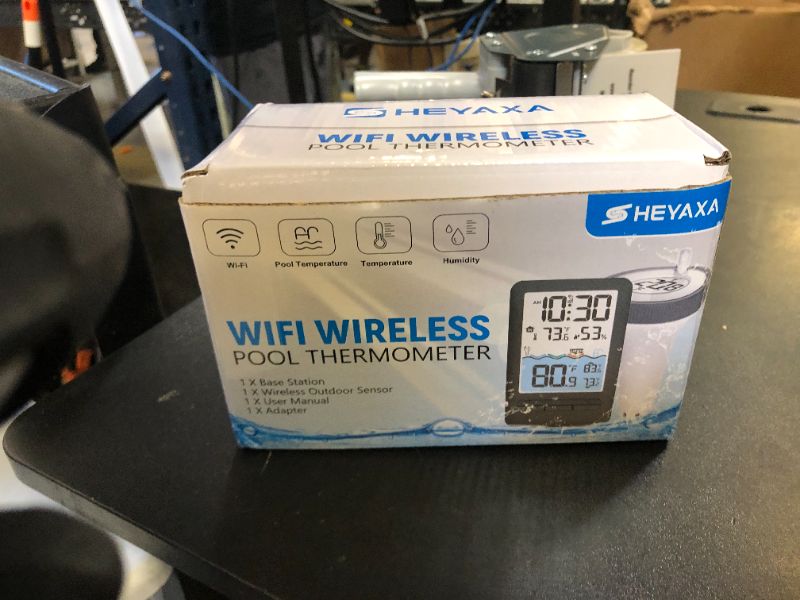 HEYAXA
WIFI WIRELESS
POOL THERMOMETER
HEYAXA
Wi-Fi
Pool Temperature
Temperature
Humidity
WIFI WIRELESS
POOL THERMOMETER
1 X Base Station
1 X Wireless Outdoor Sensor
1 X User Manual
1 X Adapter
AM 10:30
73.6 °F 53%
80.9 °F